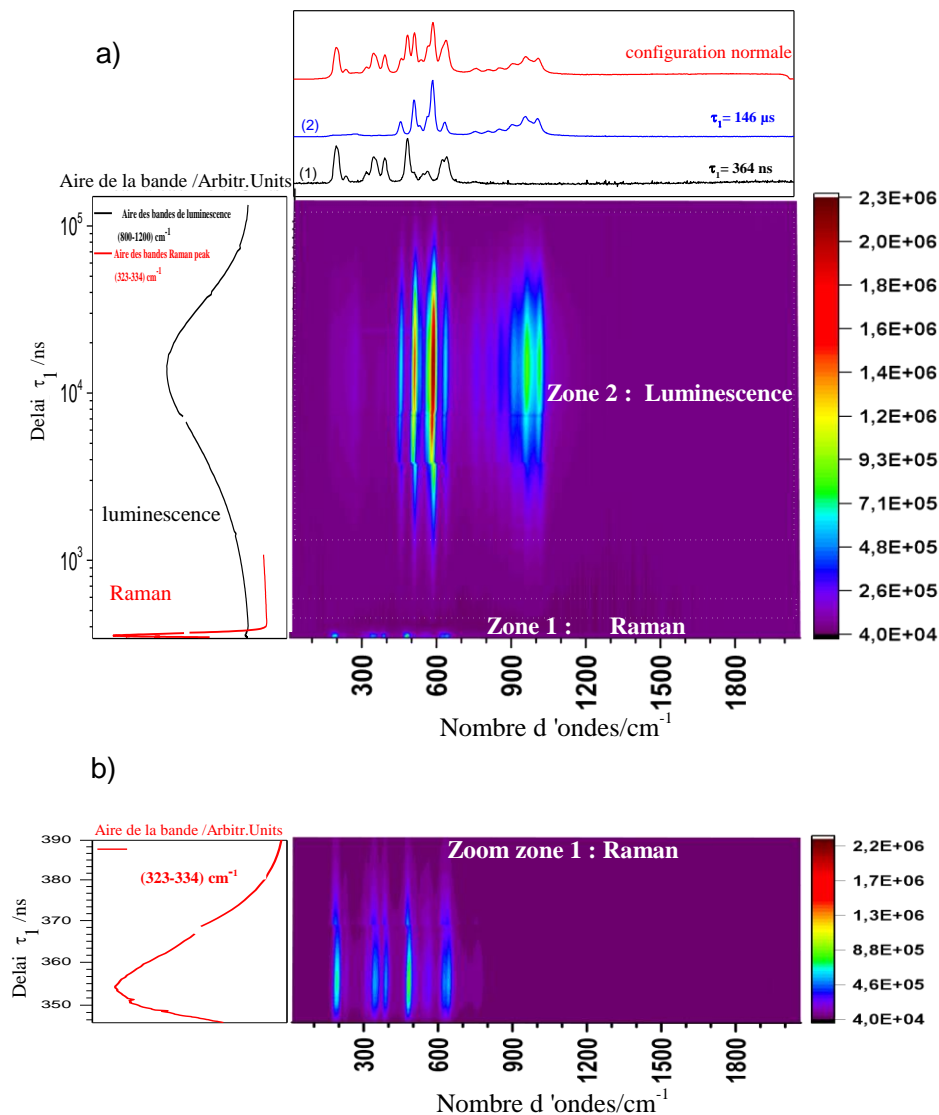 a)
configuration normale
(2)
τ1= 146 µs
(1)
τ1= 364 ns
Aire de la bande /Arbitr.Units
Aire des bandes de luminescence
(800-1200) cm-1
Aire des bandes Raman peak
(323-334) cm-1
10^5
10^4
10^3
Delai τ1 /ns
luminescence
Raman
Zone 2 : Luminescence
Zone 1 : Raman
2,3E+06
2,0E+06
1,8E+06
1,6E+06
1,4E+06
1,2E+06
9,3E+05
7,1E+05
4,8E+05
2,6E+05
4,0E+04
300 600 900 1200 1500 1800
Nombre d 'ondes/cm-1
b)
Aire de la bande /Arbitr.Units
(323-334) cm-1
390
380
370
360
350
Delai τ1 /ns
Zoom zone 1 : Raman
2,2E+06
1,7E+06
1,3E+06
8,8E+05
4,6E+05
4,0E+04
300 600 900 1200 1500 1800
Nombre d 'ondes/cm-1